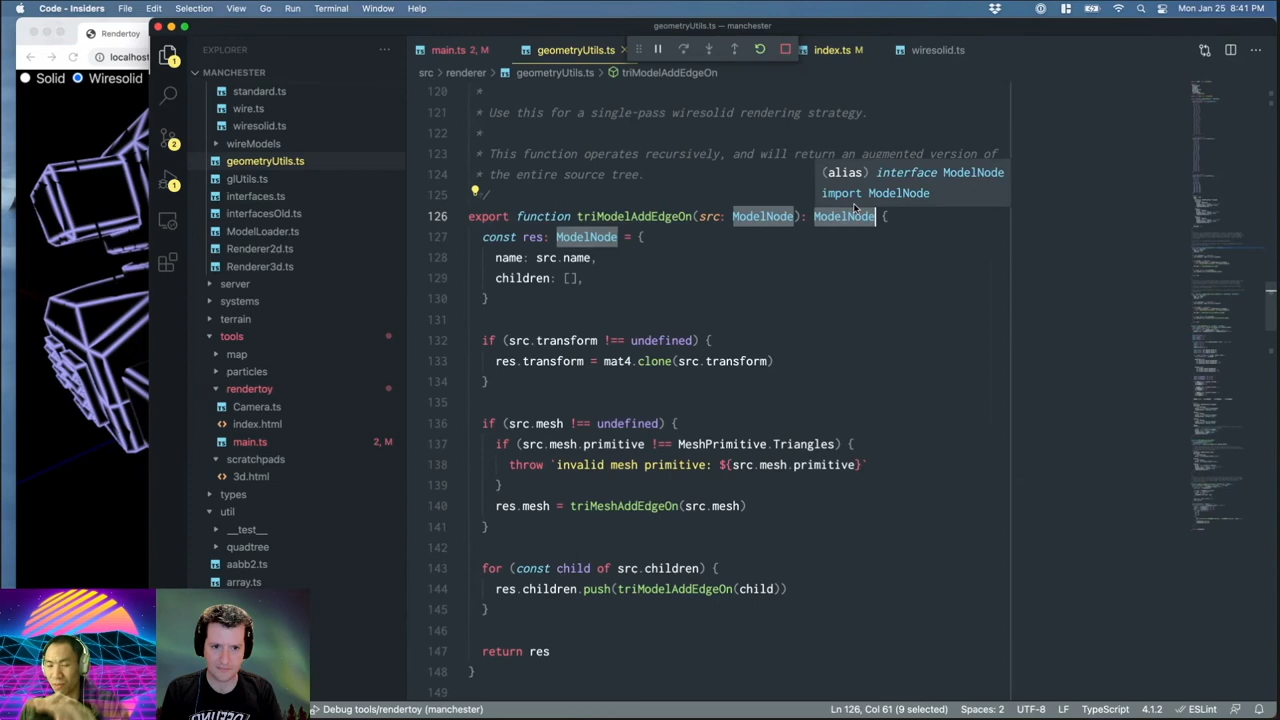 Code - Insiders File Edit Selection View Go Run Terminal Window Help Mon Jan 25 8:41 PM
geometryUtils.ts — manchester
Rendertoy
localhos
Solid Wiresolid
EXPLORER
MANCHESTER
standard.ts
wire.ts
wiresolid.ts
wireModels
geometryUtils.ts
glUtils.ts
interfaces.ts
interfacesOld.ts
ModelLoader.ts
Renderer2d.ts
Renderer3d.ts
server
systems
terrain
tools
map
particles
rendertoy
Camera.ts
index.html
main.ts 2, M
scratchpads
3d.html
types
util
__test__
quadtree
aabb2.ts
array.ts
1
2
1
main.ts 2, M geometryUtils.ts index.ts M wiresolid.ts
src › renderer › geometryUtils.ts › triModelAddEdgeOn
120 *
121 * Use this for a single-pass wiresolid rendering strategy.
122 *
123 * This function operates recursively, and will return an augmented version of
124 * the entire source tree.
125 */
(alias) interface ModelNode
import ModelNode
126 export function triModelAddEdgeOn(src: ModelNode): ModelNode {
127 const res: ModelNode = {
128 name: src.name,
129 children: [],
130 }
131
132 if (src.transform !== undefined) {
133 res.transform = mat4.clone(src.transform)
134 }
135
136 if (src.mesh !== undefined) {
137 if (src.mesh.primitive !== MeshPrimitive.Triangles) {
138 throw `invalid mesh primitive: ${src.mesh.primitive}`
139 }
140 res.mesh = triMeshAddEdgeOn(src.mesh)
141 }
142
143 for (const child of src.children) {
144 res.children.push(triModelAddEdgeOn(child))
145 }
146
147 return res
148 }
149
Debug tools/rendertoy (manchester) Ln 126, Col 61 (9 selected) Spaces: 2 UTF-8 LF TypeScript 4.1.2 ESLint